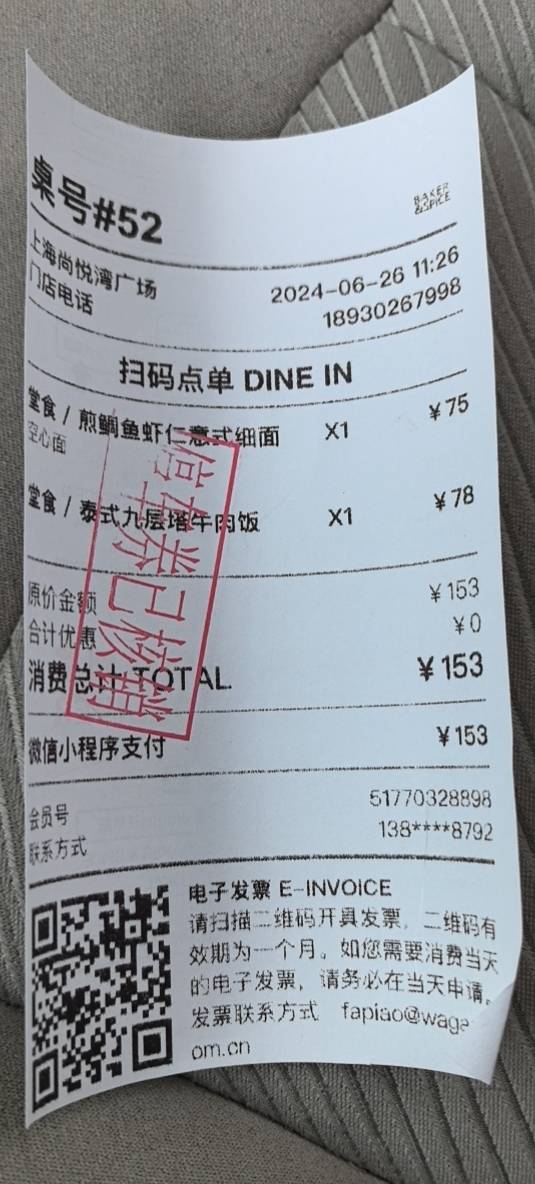 桌号#52
BAKER
&SPICE
上海尚悦湾广场 2024-06-26 11:26
门店电话 18930267998
扫码点单 DINE IN
堂食 / 煎鲷鱼虾仁意式细面 X1 ¥75
空心面
堂食 / 泰式九层塔牛肉饭 X1 ¥78
原价金额 ¥153
合计优惠 ¥0
消费总计 TOTAL ¥153
停车券已核销
微信小程序支付 ¥153
会员号 51770328898
联系方式 138****8792
电子发票 E-INVOICE
请扫描二维码开具发票，二维码有
效期为一个月。如您需要消费当天
的电子发票，请务必在当天申请。
发票联系方式 fapiao@wage
om.cn